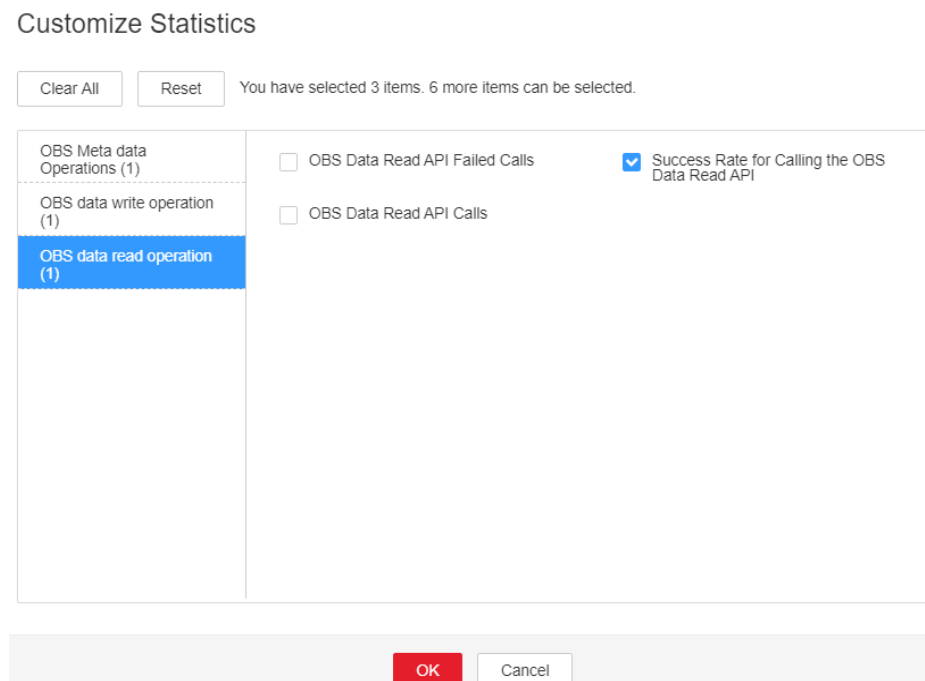 Customize Statistics
Clear All
Reset
You have selected 3 items. 6 more items can be selected.
OBS Meta data
Operations (1)
OBS data write operation
(1)
OBS data read operation
(1)
OBS Data Read API Failed Calls
Success Rate for Calling the OBS
Data Read API
OBS Data Read API Calls
OK
Cancel